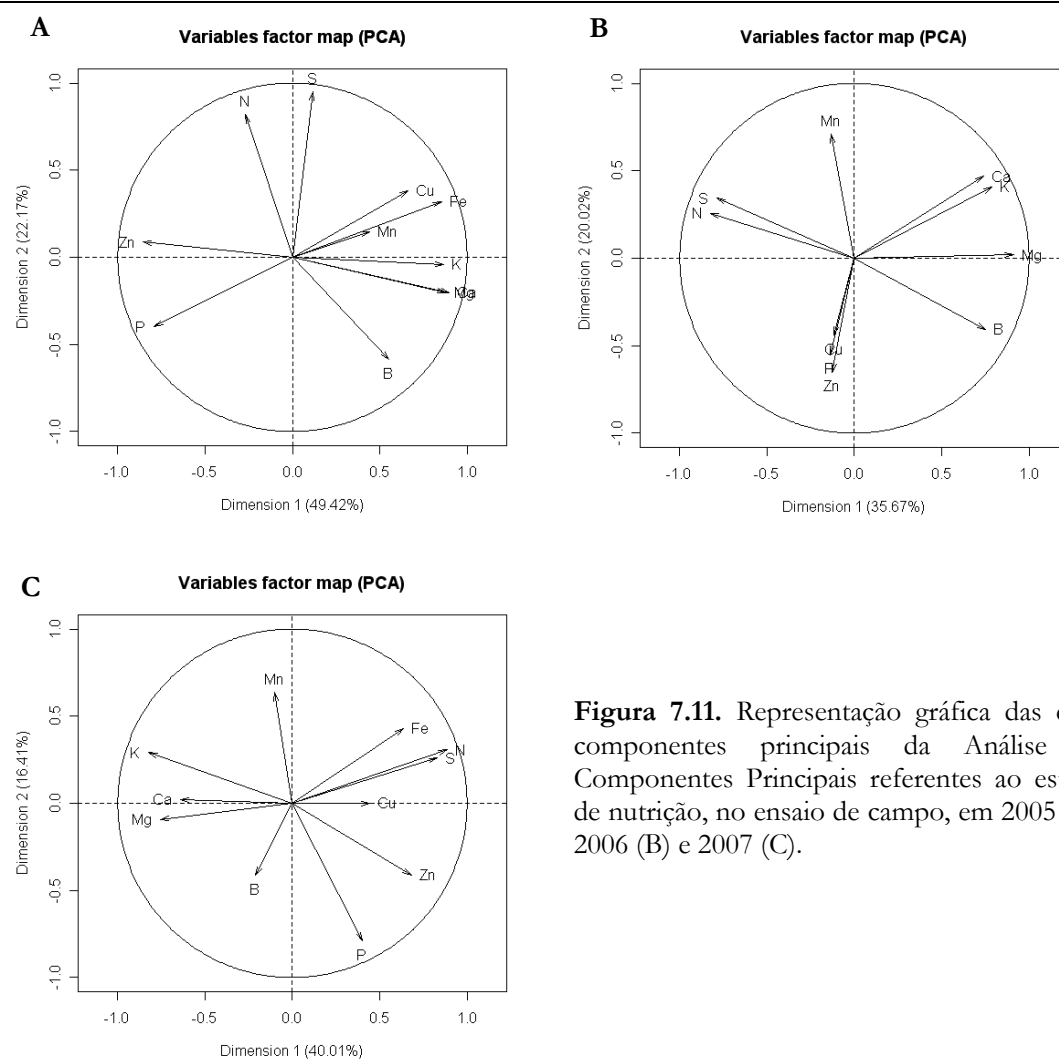 A
Variables factor map (PCA)
Dimension 2 (22.17%)
1.0
0.5
0.0
-0.5
-1.0
S
N
Cu
Fe
Mn
Zn
K
Mg
Ca
P
B
-1.0 -0.5 0.0 0.5 1.0
Dimension 1 (49.42%)
B
Variables factor map (PCA)
Dimension 2 (20.02%)
1.0
0.5
0.0
-0.5
-1.0
Mn
Ca
K
S
N
Mg
B
Cu
P
Zn
-1.0 -0.5 0.0 0.5 1.0
Dimension 1 (35.67%)
C
Variables factor map (PCA)
Dimension 2 (16.41%)
1.0
0.5
0.0
-0.5
-1.0
Mn
Fe
K
N
S
Ca
Cu
Mg
Zn
B
P
-1.0 -0.5 0.0 0.5 1.0
Dimension 1 (40.01%)
Figura 7.11. Representação gráfica das
componentes principais da Análise
Componentes Principais referentes ao
de nutrição, no ensaio de campo, em 2005
2006 (B) e 2007 (C).